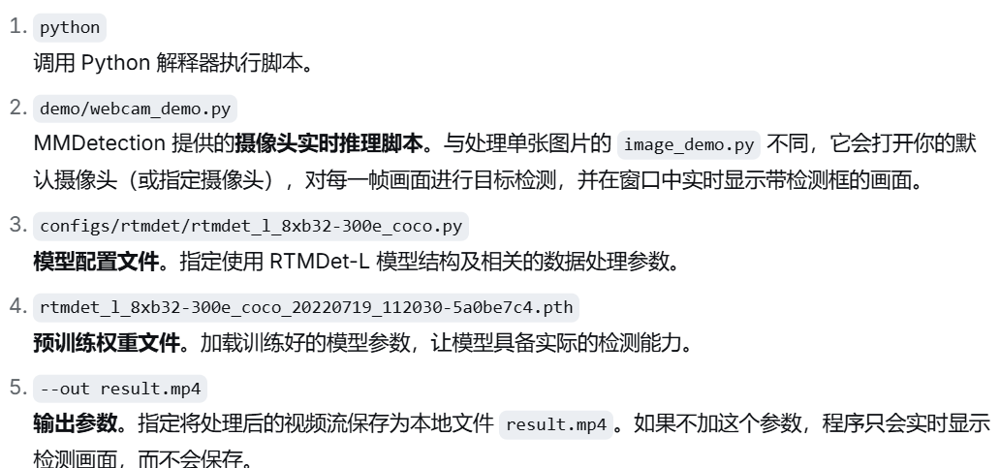 1. python
调用 Python 解释器执行脚本。
2. demo/webcam_demo.py
MMDetection 提供的摄像头实时推理脚本。与处理单张图片的 image_demo.py 不同，它会打开你的默
认摄像头（或指定摄像头），对每一帧画面进行目标检测，并在窗口中实时显示带检测框的画面。
3. configs/rtmdet/rtmdet_l_8xb32-300e_coco.py
模型配置文件。指定使用 RTMDet-L 模型结构及相关的数据处理参数。
4. rtmdet_l_8xb32-300e_coco_20220719_112030-5a0be7c4.pth
预训练权重文件。加载训练好的模型参数，让模型具备实际的检测能力。
5. --out result.mp4
输出参数。指定将处理后的视频流保存为本地文件 result.mp4。如果不加这个参数，程序只会实时显示
检测画面，而不会保存。